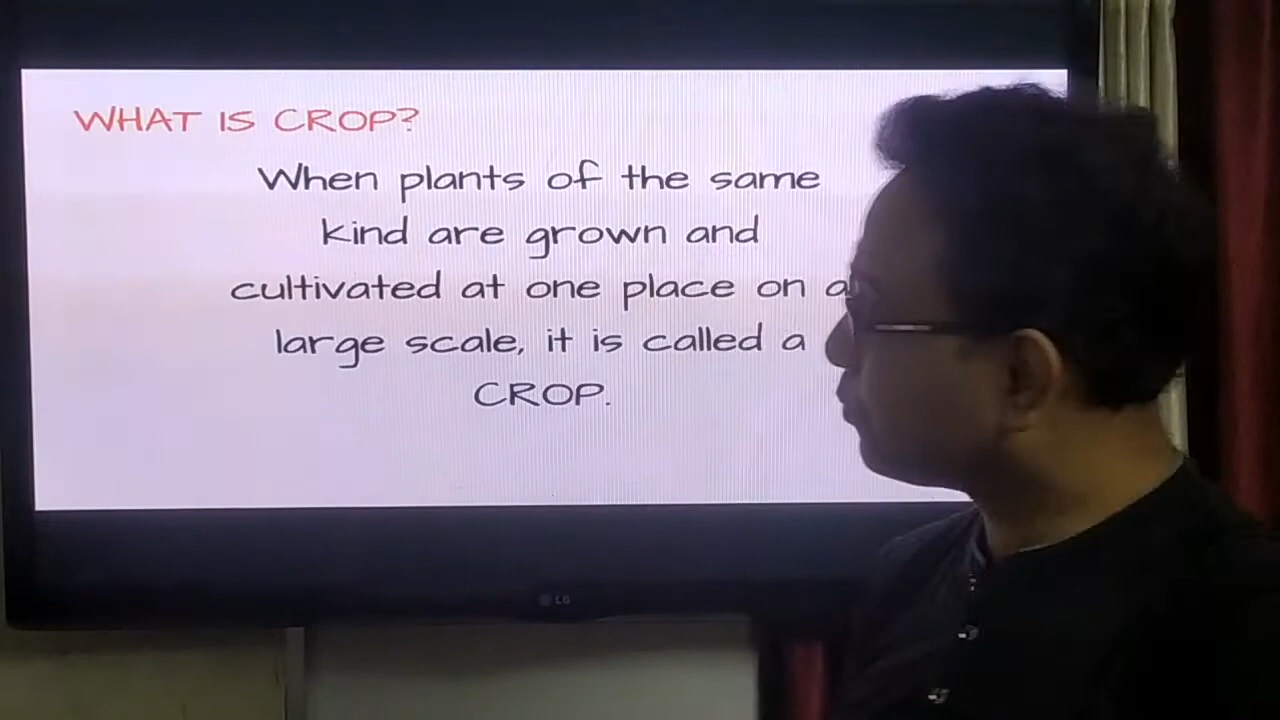 WHAT IS CROP?
When plants of the same
kind are grown and
cultivated at one place on a
large scale, it is called a
CROP.
LG